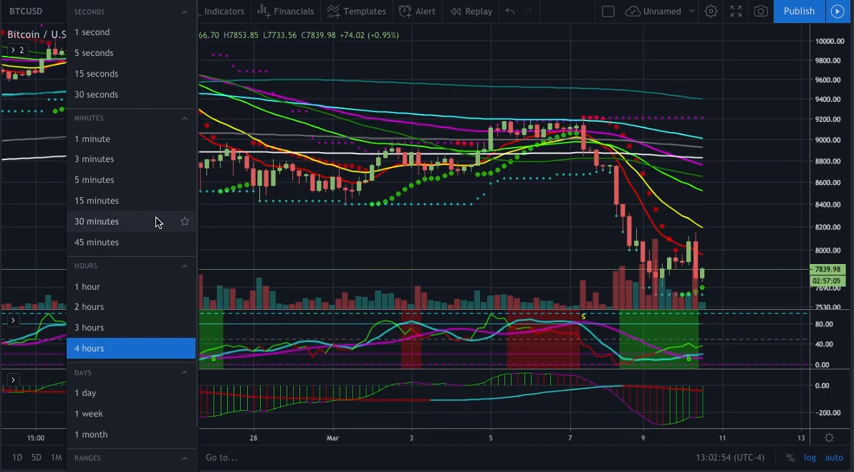 BTCUSD
Indicators
Financials
Templates
Alert
Replay
Unnamed
Publish
Bitcoin / U.S
66.70 H7853.85 L7733.56 C7839.98 +74.02 (+0.95%)
2
SECONDS
1 second
5 seconds
15 seconds
30 seconds
MINUTES
1 minute
3 minutes
5 minutes
15 minutes
30 minutes
45 minutes
HOURS
1 hour
2 hours
3 hours
4 hours
DAYS
1 day
1 week
1 month
RANGES
10000.00
9800.00
9600.00
9400.00
9200.00
9000.00
8800.00
8600.00
8400.00
8200.00
8000.00
7839.98
02:57:05
7690.00
7530.00
S
B
B
80.00
40.00
0.00
0.00
-200.00
15:00
28
Mar
3
5
7
9
11
13
1D 5D 1M
Go to...
13:02:54 (UTC-4)
% log auto